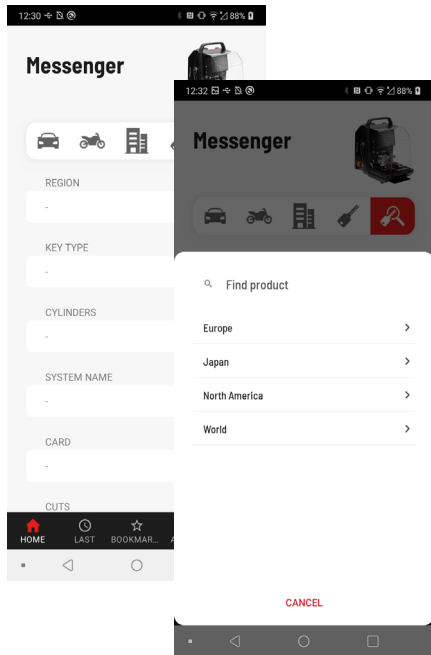 12:30
88%
Messenger
REGION
-
KEY TYPE
-
CYLINDERS
-
SYSTEM NAME
-
CARD
-
CUTS
HOME
LAST
BOOKMAR...
12:32
88%
Messenger
Find product
Europe
Japan
North America
World
CANCEL